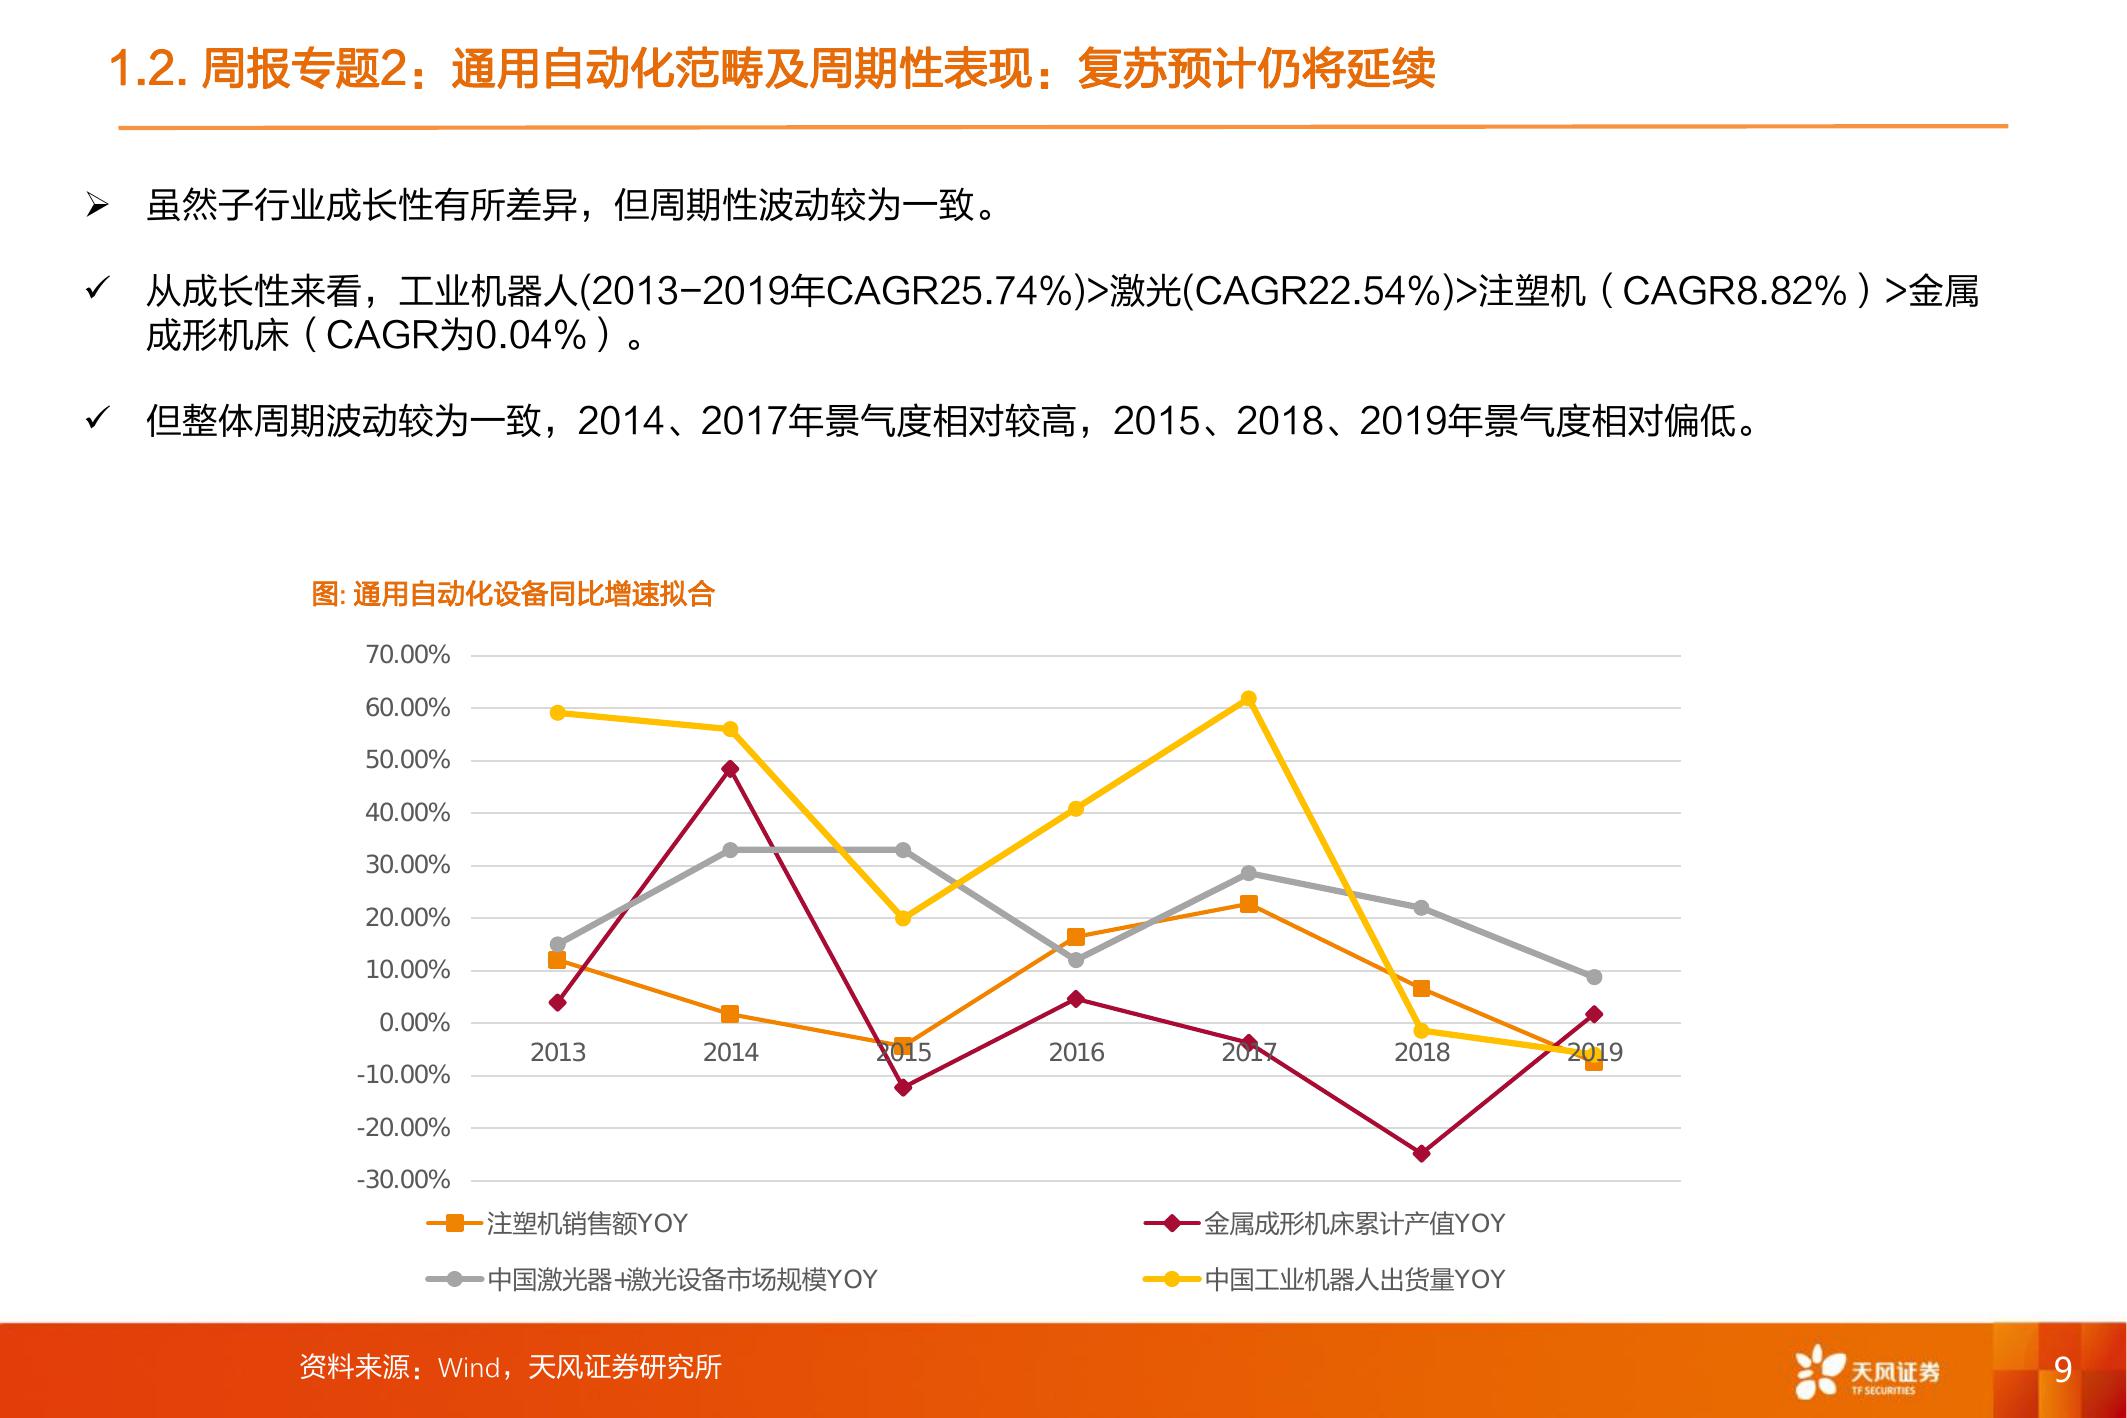 1.2. 周报专题2：通用自动化范畴及周期性表现：复苏预计仍将延续
➢ 虽然子行业成长性有所差异，但周期性波动较为一致。
✓ 从成长性来看，工业机器人(2013-2019年CAGR25.74%)>激光(CAGR22.54%)>注塑机（CAGR8.82%）>金属
成形机床（CAGR为0.04%）。
✓ 但整体周期波动较为一致，2014、2017年景气度相对较高，2015、2018、2019年景气度相对偏低。
图: 通用自动化设备同比增速拟合
70.00%
60.00%
50.00%
40.00%
30.00%
20.00%
10.00%
0.00%
2013 2014 2015 2016 2017 2018 2019
-10.00%
-20.00%
-30.00%
注塑机销售额YOY 金属成形机床累计产值YOY
中国激光器+激光设备市场规模YOY 中国工业机器人出货量YOY
资料来源：Wind，天风证券研究所
天风证券
TF SECURITIES
9